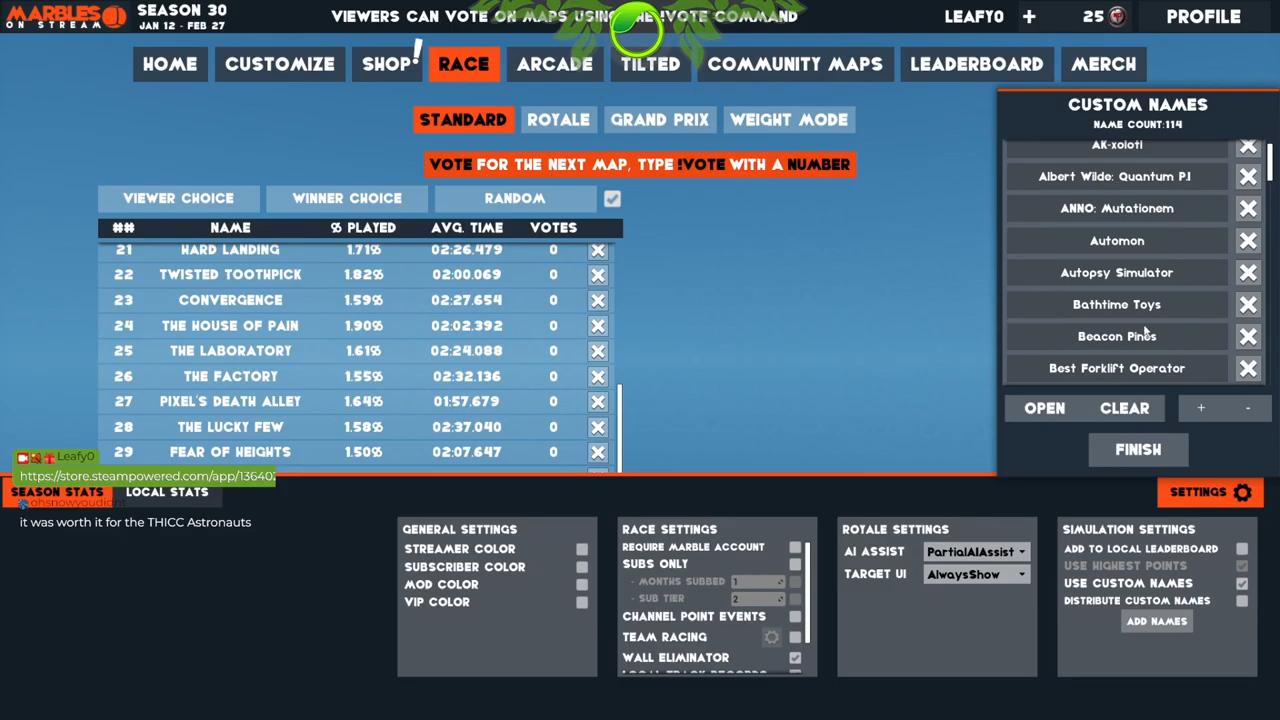 MARBLES
ON STREAM
SEASON 30
JAN 12 - FEB 27
VIEWERS CAN VOTE ON MAPS USING THE !VOTE COMMAND
LEAFY0 +
25
PROFILE
HOME
CUSTOMIZE
SHOP
!
RACE
ARCADE
TILTED
COMMUNITY MAPS
LEADERBOARD
MERCH
STANDARD
ROYALE
GRAND PRIX
WEIGHT MODE
VOTE FOR THE NEXT MAP, TYPE !VOTE WITH A NUMBER
VIEWER CHOICE
WINNER CHOICE
RANDOM
## NAME % PLAYED AVG. TIME VOTES
21 HARD LANDING 1.71% 02:26.479 0
22 TWISTED TOOTHPICK 1.82% 02:00.069 0
23 CONVERGENCE 1.59% 02:27.654 0
24 THE HOUSE OF PAIN 1.90% 02:02.392 0
25 THE LABORATORY 1.61% 02:24.088 0
26 THE FACTORY 1.55% 02:32.136 0
27 PIXEL'S DEATH ALLEY 1.64% 01:57.679 0
28 THE LUCKY FEW 1.58% 02:37.040 0
29 FEAR OF HEIGHTS 1.50% 02:07.647 0
CUSTOM NAMES
NAME COUNT:114
AK-xolotl
Albert Wilde: Quantum P.I
ANNO: Mutationem
Automon
Autopsy Simulator
Bathtime Toys
Beacon Pines
Best Forklift Operator
OPEN
CLEAR
+ -
FINISH
Leafy0
https://store.steampowered.com/app/13640
SEASON STATS
LOCAL STATS
ohsnowyoudidnt
it was worth it for the THICC Astronauts
SETTINGS
GENERAL SETTINGS
STREAMER COLOR
SUBSCRIBER COLOR
MOD COLOR
VIP COLOR
RACE SETTINGS
REQUIRE MARBLE ACCOUNT
SUBS ONLY
- MONTHS SUBBED 1
- SUB TIER 2
CHANNEL POINT EVENTS
TEAM RACING
WALL ELIMINATOR
LOCAL TRACK RECORDS
ROYALE SETTINGS
AI ASSIST PartialAIAssist
TARGET UI AlwaysShow
SIMULATION SETTINGS
ADD TO LOCAL LEADERBOARD
USE HIGHEST POINTS
USE CUSTOM NAMES
DISTRIBUTE CUSTOM NAMES
ADD NAMES